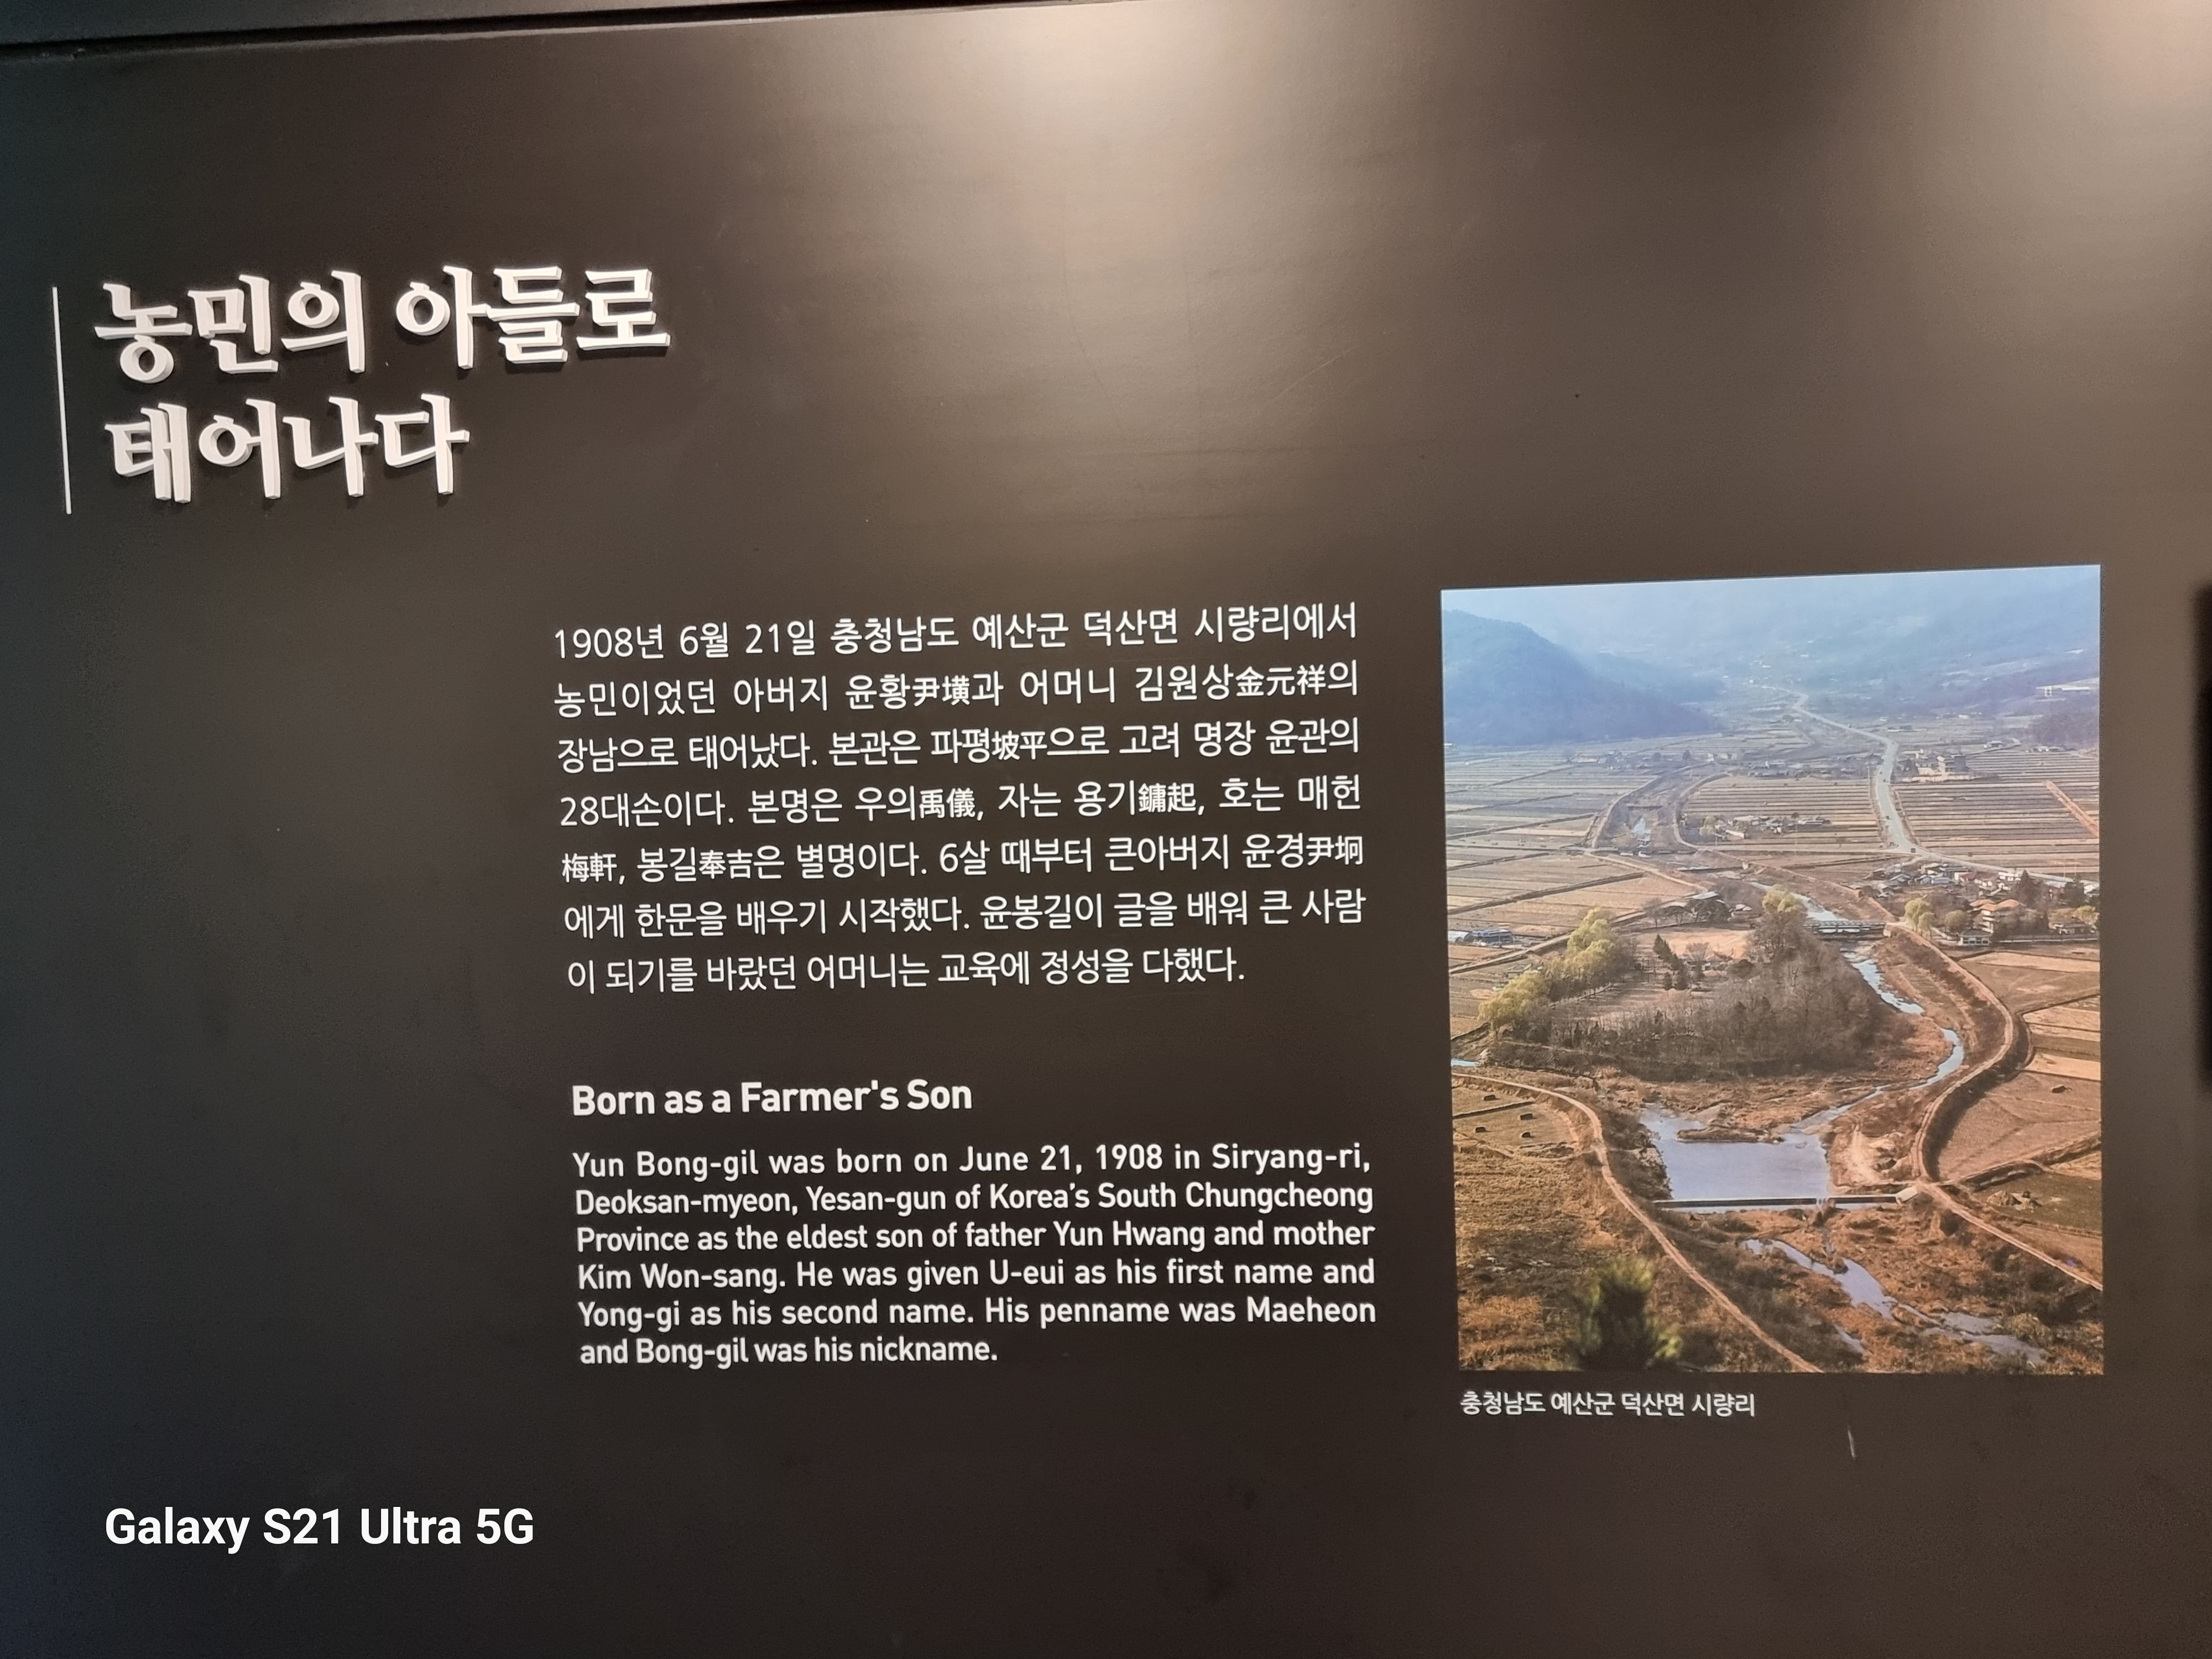 농민의 아들로
태어나다
1908년 6월 21일 충청남도 예산군 덕산면 시량리에서
농민이었던 아버지 윤황尹墴과 어머니 김원상金元祥의
장남으로 태어났다. 본관은 파평坡平으로 고려 명장 윤관의
28대손이다. 본명은 우의禹儀, 자는 용기鏞起, 호는 매헌
梅軒, 봉길奉吉은 별명이다. 6살 때부터 큰아버지 윤경尹坰
에게 한문을 배우기 시작했다. 윤봉길이 글을 배워 큰 사람
이 되기를 바랐던 어머니는 교육에 정성을 다했다.
Born as a Farmer's Son
Yun Bong-gil was born on June 21, 1908 in Siryang-ri,
Deoksan-myeon, Yesan-gun of Korea’s South Chungcheong
Province as the eldest son of father Yun Hwang and mother
Kim Won-sang. He was given U-eui as his first name and
Yong-gi as his second name. His penname was Maeheon
and Bong-gil was his nickname.
충청남도 예산군 덕산면 시량리
Galaxy S21 Ultra 5G